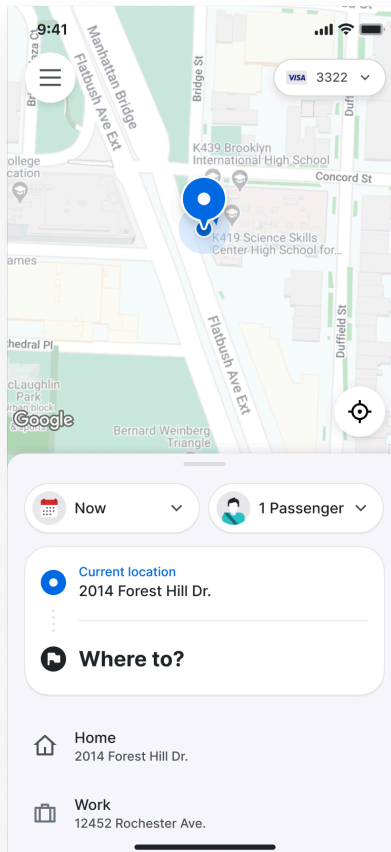 9:41
Manhattan Bridge
Flatbush Ave Ext
Bridge St
VISA 3322
K439 Brooklyn
International High School
Concord St
K419 Science Skills
Center High School for...
ollege
cation
ames
hedral Pl
Flatbush Ave Ext
Duffield St
cLaughlin
Park
Google
Bernard Weinberg
Triangle
Now
1 Passenger
Current location
2014 Forest Hill Dr.
Where to?
Home
2014 Forest Hill Dr.
Work
12452 Rochester Ave.